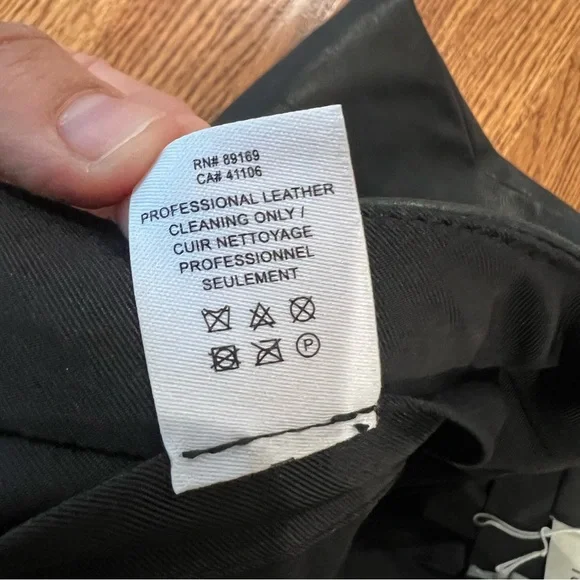 RN# 89169
CA# 41106
PROFESSIONAL LEATHER
CLEANING ONLY /
CUIR NETTOYAGE
PROFESSIONNEL
SEULEMENT
P